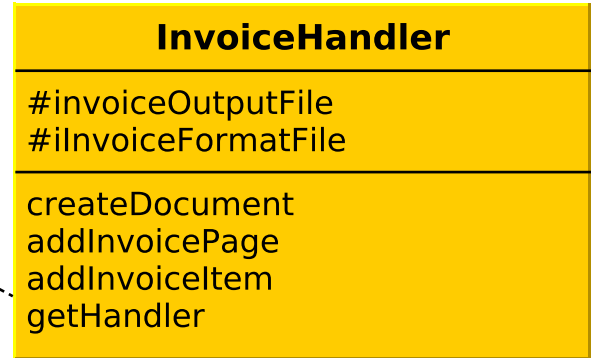 InvoiceHandler
#invoiceOutputFile
#iInvoiceFormatFile
createDocument
addInvoicePage
addInvoiceItem
getHandler